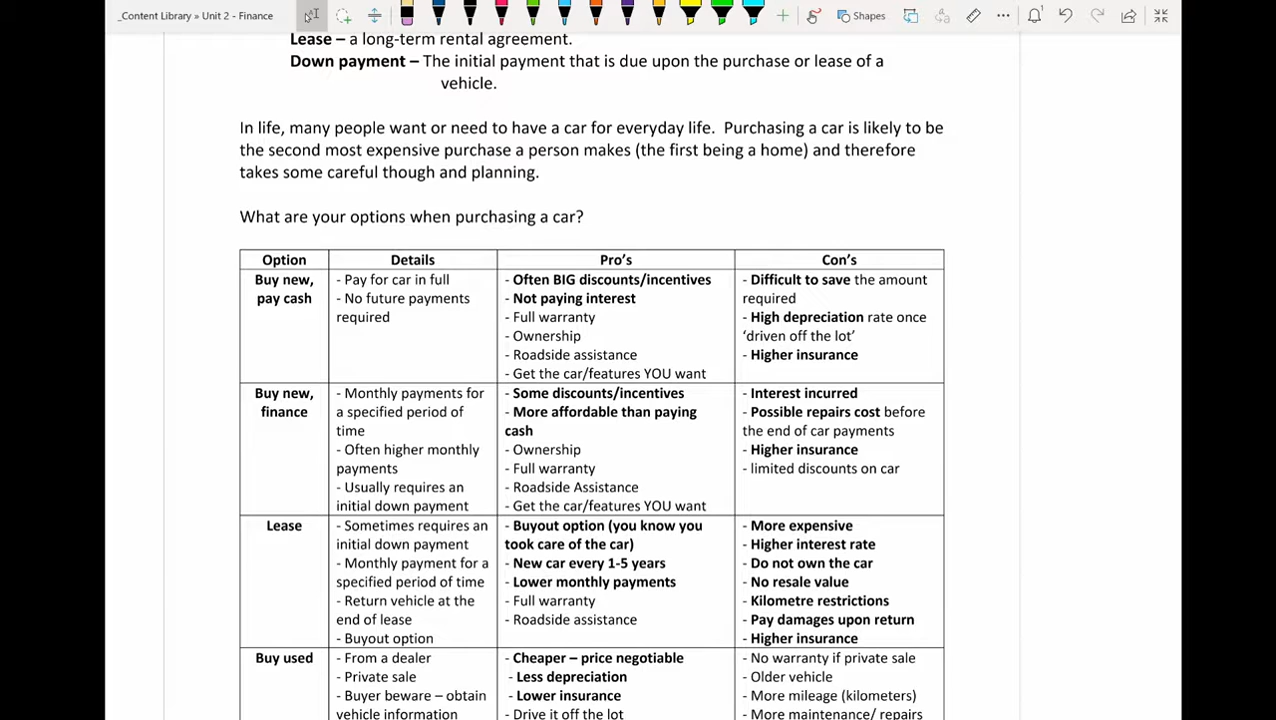 _Content Library » Unit 2 - Finance
Shapes
Lease – a long-term rental agreement.
Down payment – The initial payment that is due upon the purchase or lease of a
vehicle.
In life, many people want or need to have a car for everyday life.  Purchasing a car is likely to be
the second most expensive purchase a person makes (the first being a home) and therefore
takes some careful though and planning.
What are your options when purchasing a car?
Option
Details
Pro's
Con's
Buy new,
pay cash
- Pay for car in full
- No future payments
required
- Often BIG discounts/incentives
- Not paying interest
- Full warranty
- Ownership
- Roadside assistance
- Get the car/features YOU want
- Difficult to save the amount
required
- High depreciation rate once
'driven off the lot'
- Higher insurance
Buy new,
finance
- Monthly payments for
a specified period of
time
- Often higher monthly
payments
- Usually requires an
initial down payment
- Some discounts/incentives
- More affordable than paying
cash
- Ownership
- Full warranty
- Roadside Assistance
- Get the car/features YOU want
- Interest incurred
- Possible repairs cost before
the end of car payments
- Higher insurance
- limited discounts on car
Lease
- Sometimes requires an
initial down payment
- Monthly payment for a
specified period of time
- Return vehicle at the
end of lease
- Buyout option
- Buyout option (you know you
took care of the car)
- New car every 1-5 years
- Lower monthly payments
- Full warranty
- Roadside assistance
- More expensive
- Higher interest rate
- Do not own the car
- No resale value
- Kilometre restrictions
- Pay damages upon return
- Higher insurance
Buy used
- From a dealer
- Private sale
- Buyer beware – obtain
vehicle information
- Cheaper – price negotiable
- Less depreciation
- Lower insurance
- Drive it off the lot
- No warranty if private sale
- Older vehicle
- More mileage (kilometers)
- More maintenance/ repairs